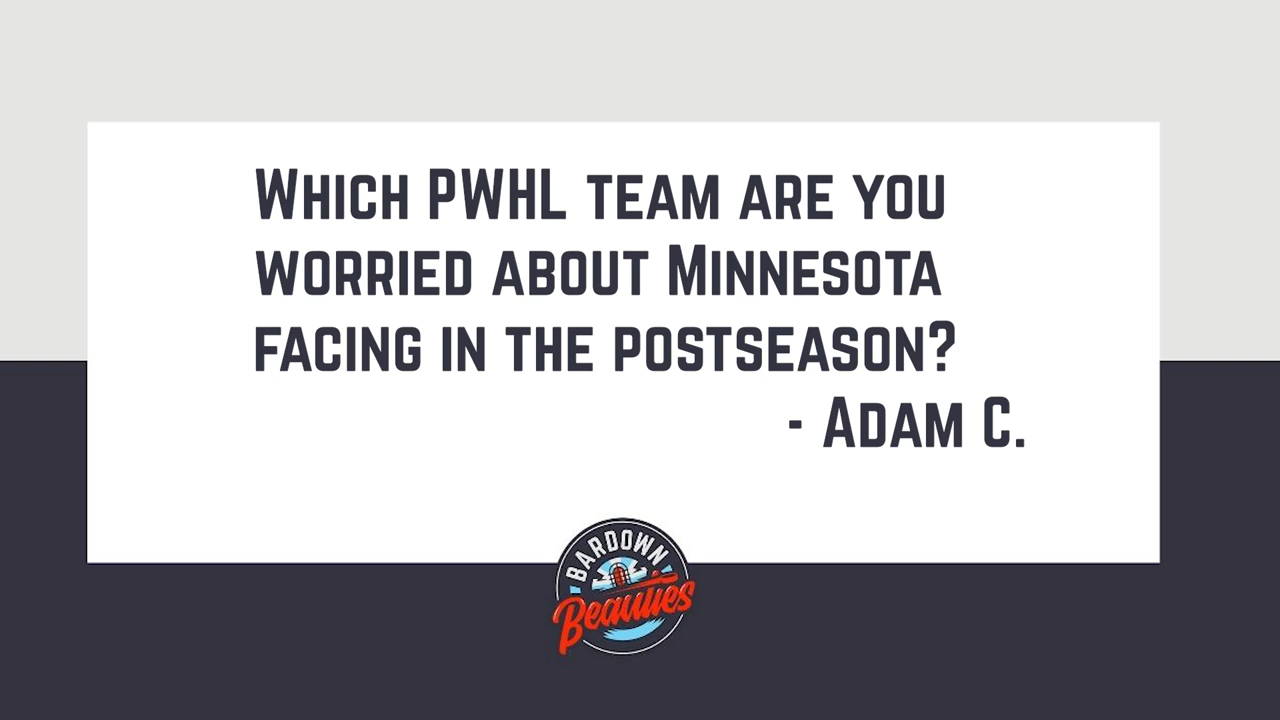 Which PWHL team are you
worried about Minnesota
facing in the postseason?
- Adam C.
BARDOWN
Beauties